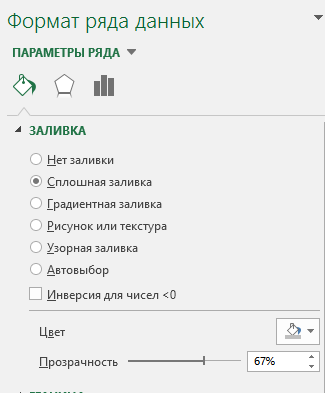 Формат ряда данных
ПАРАМЕТРЫ РЯДА
ЗАЛИВКА
Нет заливки
Сплошная заливка
Градиентная заливка
Рисунок или текстура
Узорная заливка
Автовыбор
Инверсия для чисел <0
Цвет
Прозрачность 67%